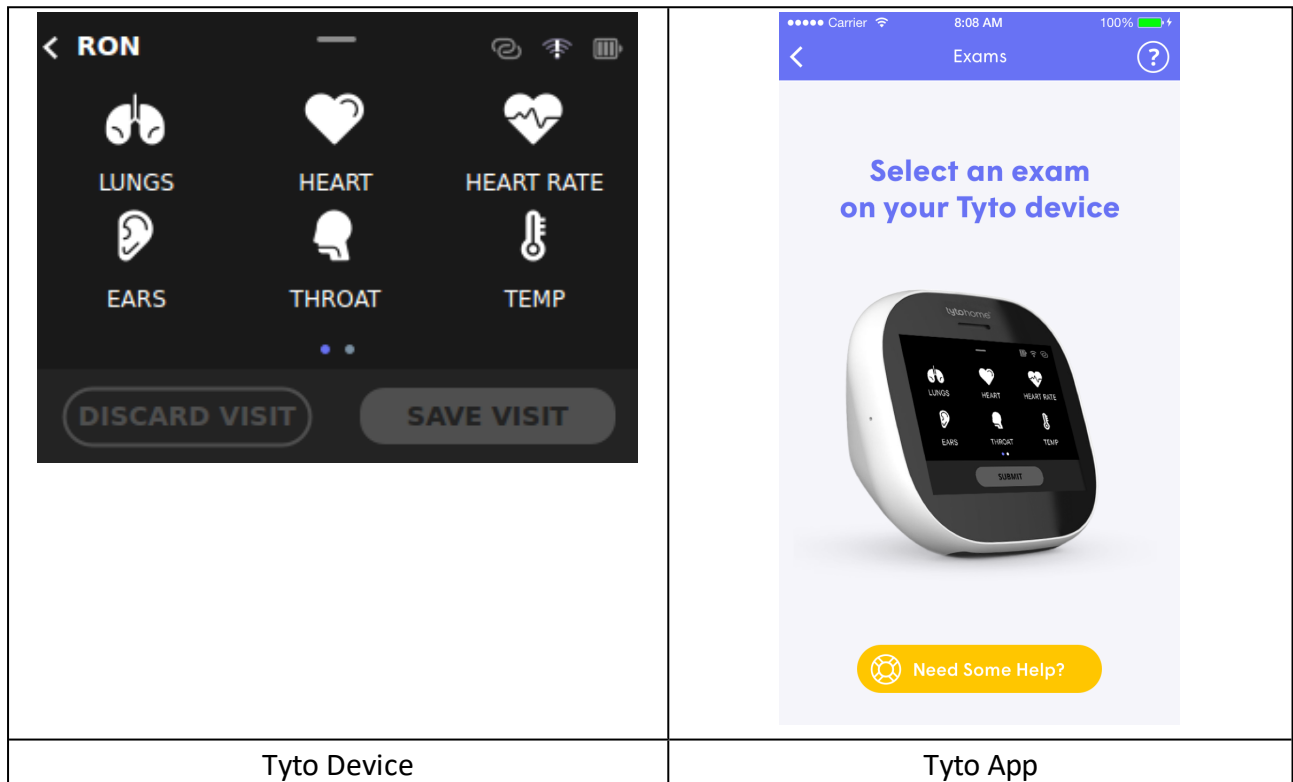 RON
LUNGS HEART HEART RATE
EARS THROAT TEMP
DISCARD VISIT SAVE VISIT
Carrier 8:08 AM 100%
Exams ?
Select an exam
on your Tyto device
tytohome
LUNGS HEART HEART RATE
EARS THROAT TEMP
SUBMIT
Need Some Help?
Tyto Device Tyto App